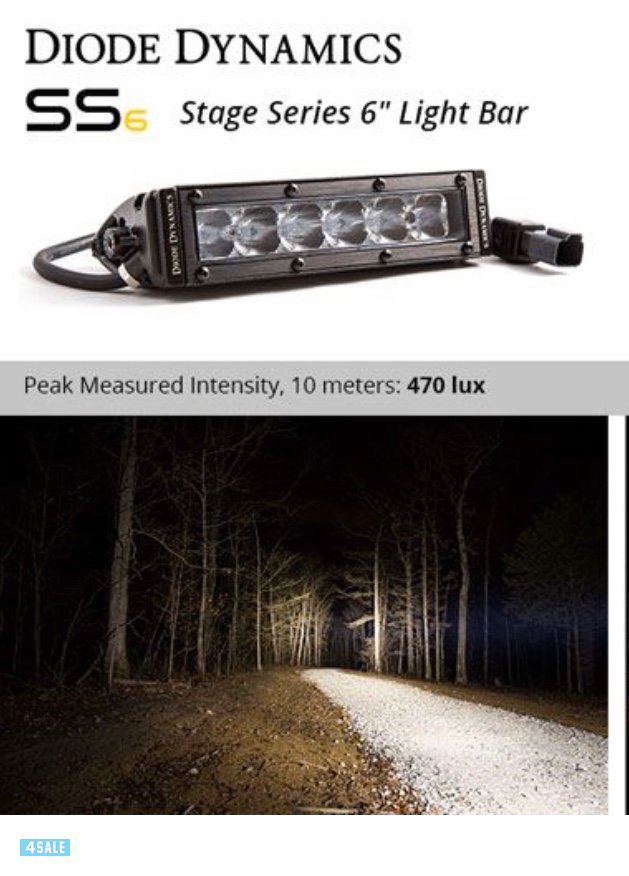 DIODE DYNAMICS
SS6 Stage Series 6" Light Bar
DIODE DYNAMICS
DIODE DYNAMICS
Peak Measured Intensity, 10 meters: 470 lux
4SALE